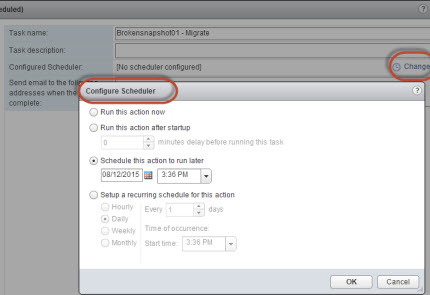 eduled)
Task name: Brokensnapshot01 - Migrate
Task description:
Configured Scheduler: [No scheduler configured] Change
Send email to the following
addresses when the
complete:
Configure Scheduler
Run this action now
Run this action after startup
0 minutes delay before running this task
Schedule this action to run later
08/12/2015 3:36 PM
Setup a recurring schedule for this action
Hourly
Every 1 days
Daily
Weekly
Time of occurrence:
Monthly
Start time: 3:36 PM
OK Cancel